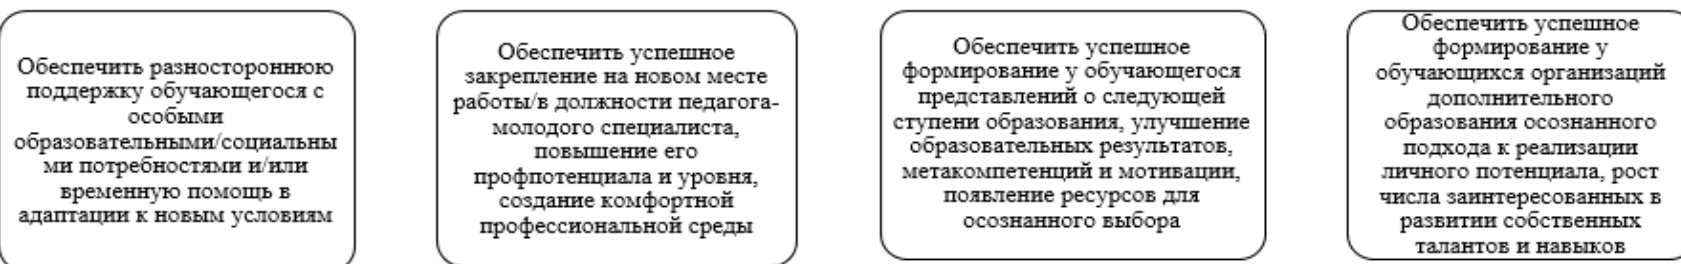 Обеспечить разностороннюю
поддержку обучающегося с
особыми
образовательными/социальны
ми потребностями и/или
временную помощь в
адаптации к новым условиям
Обеспечить успешное
закрепление на новом месте
работы/в должности педагога-
молодого специалиста,
повышение его
профпотенциала и уровня,
создание комфортной
профессиональной среды
Обеспечить успешное
формирование у обучающегося
представлений о следующей
ступени образования, улучшение
образовательных результатов,
метакомпетенций и мотивации,
появление ресурсов для
осознанного выбора
Обеспечить успешное
формирование у
обучающихся организаций
дополнительного
образования осознанного
подхода к реализации
личного потенциала, рост
числа заинтересованных в
развитии собственных
талантов и навыков